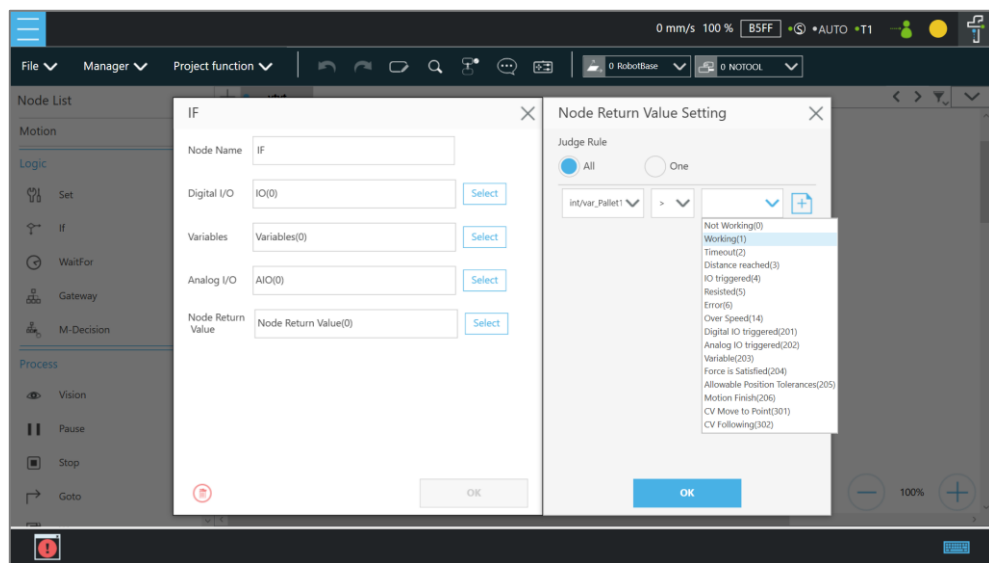 0 mm/s 100 % B5FF •Ⓢ •AUTO •T1
File Manager Project function 0 RobotBase 0 NOTOOL
Node List
Motion
Logic
Set
If
WaitFor
Gateway
M-Decision
Process
Vision
Pause
Stop
Goto
IF
Node Name IF
Digital I/O IO(0) Select
Variables Variables(0) Select
Analog I/O AIO(0) Select
Node Return
Value
Node Return Value(0) Select
OK
Node Return Value Setting
Judge Rule
All One
int/var_Pallet1 >
Not Working(0)
Working(1)
Timeout(2)
Distance reached(3)
IO triggered(4)
Resisted(5)
Error(6)
Over Speed(14)
Digital IO triggered(201)
Analog IO triggered(202)
Variable(203)
Force is Satisfied(204)
Allowable Position Tolerances(205)
Motion Finish(206)
CV Move to Point(301)
CV Following(302)
OK
100%